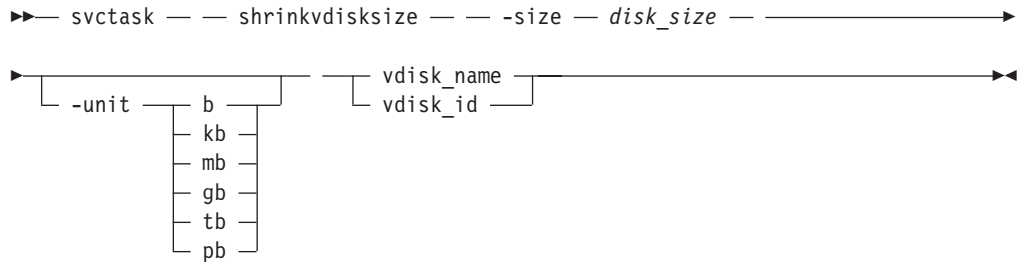 svctask shrinkvdisksize -size disk_size
-unit b vdisk_name
kb vdisk_id
mb
gb
tb
pb